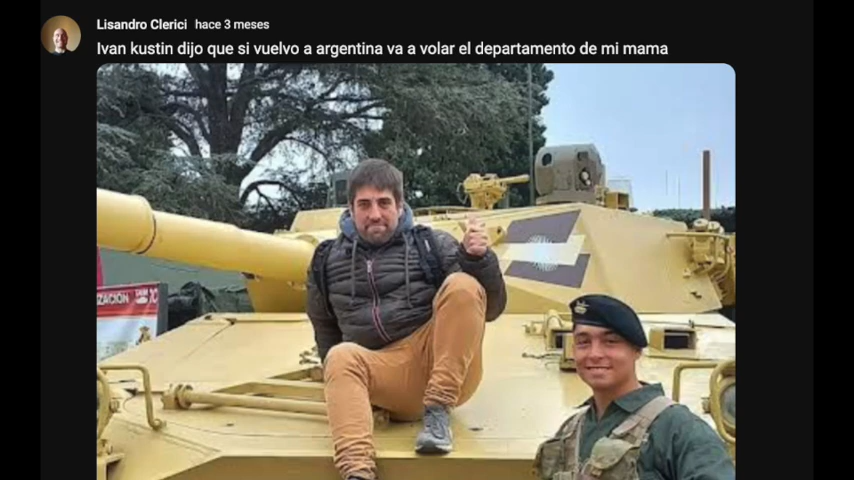 Lisandro Clerici hace 3 meses
Ivan kustin dijo que si vuelvo a argentina va a volar el departamento de mi mama
ZACIÓN